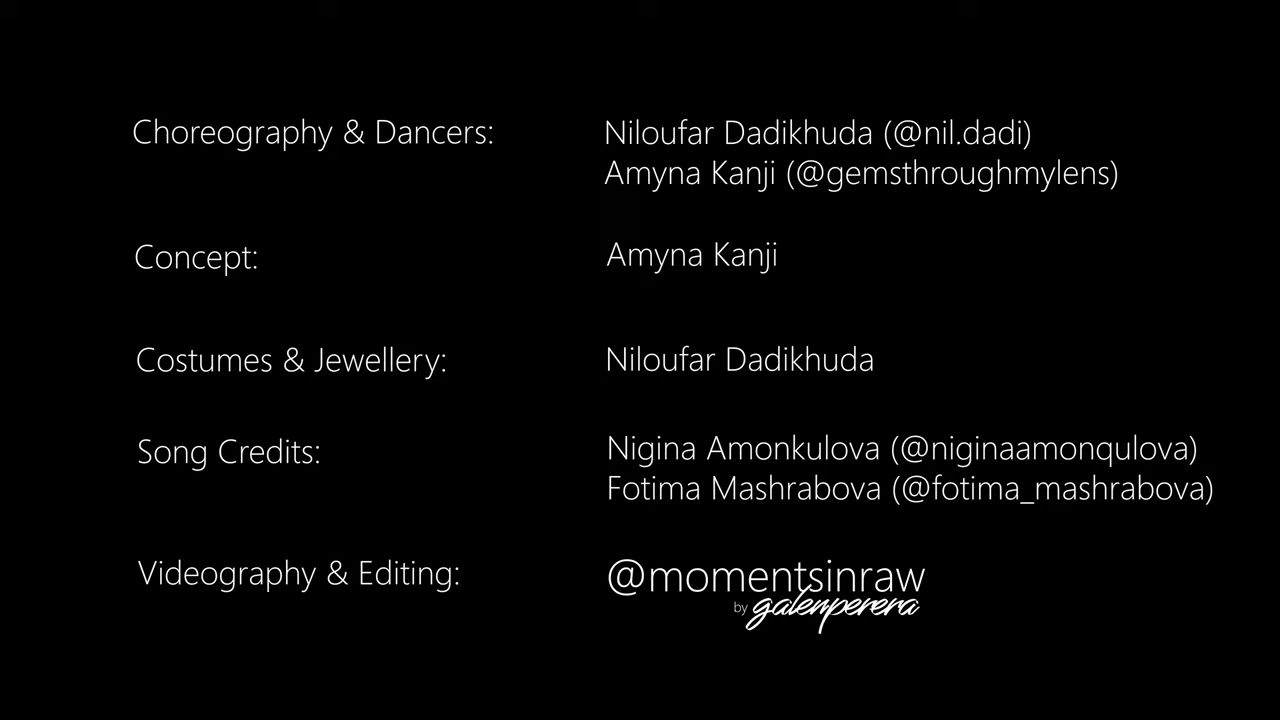 Choreography & Dancers: Niloufar Dadikhuda (@nil.dadi)
Amyna Kanji (@gemsthroughmylens)
Concept: Amyna Kanji
Costumes & Jewellery: Niloufar Dadikhuda
Song Credits: Nigina Amonkulova (@niginaamonqulova)
Fotima Mashrabova (@fotima_mashrabova)
Videography & Editing: @momentsinraw
by galenperera